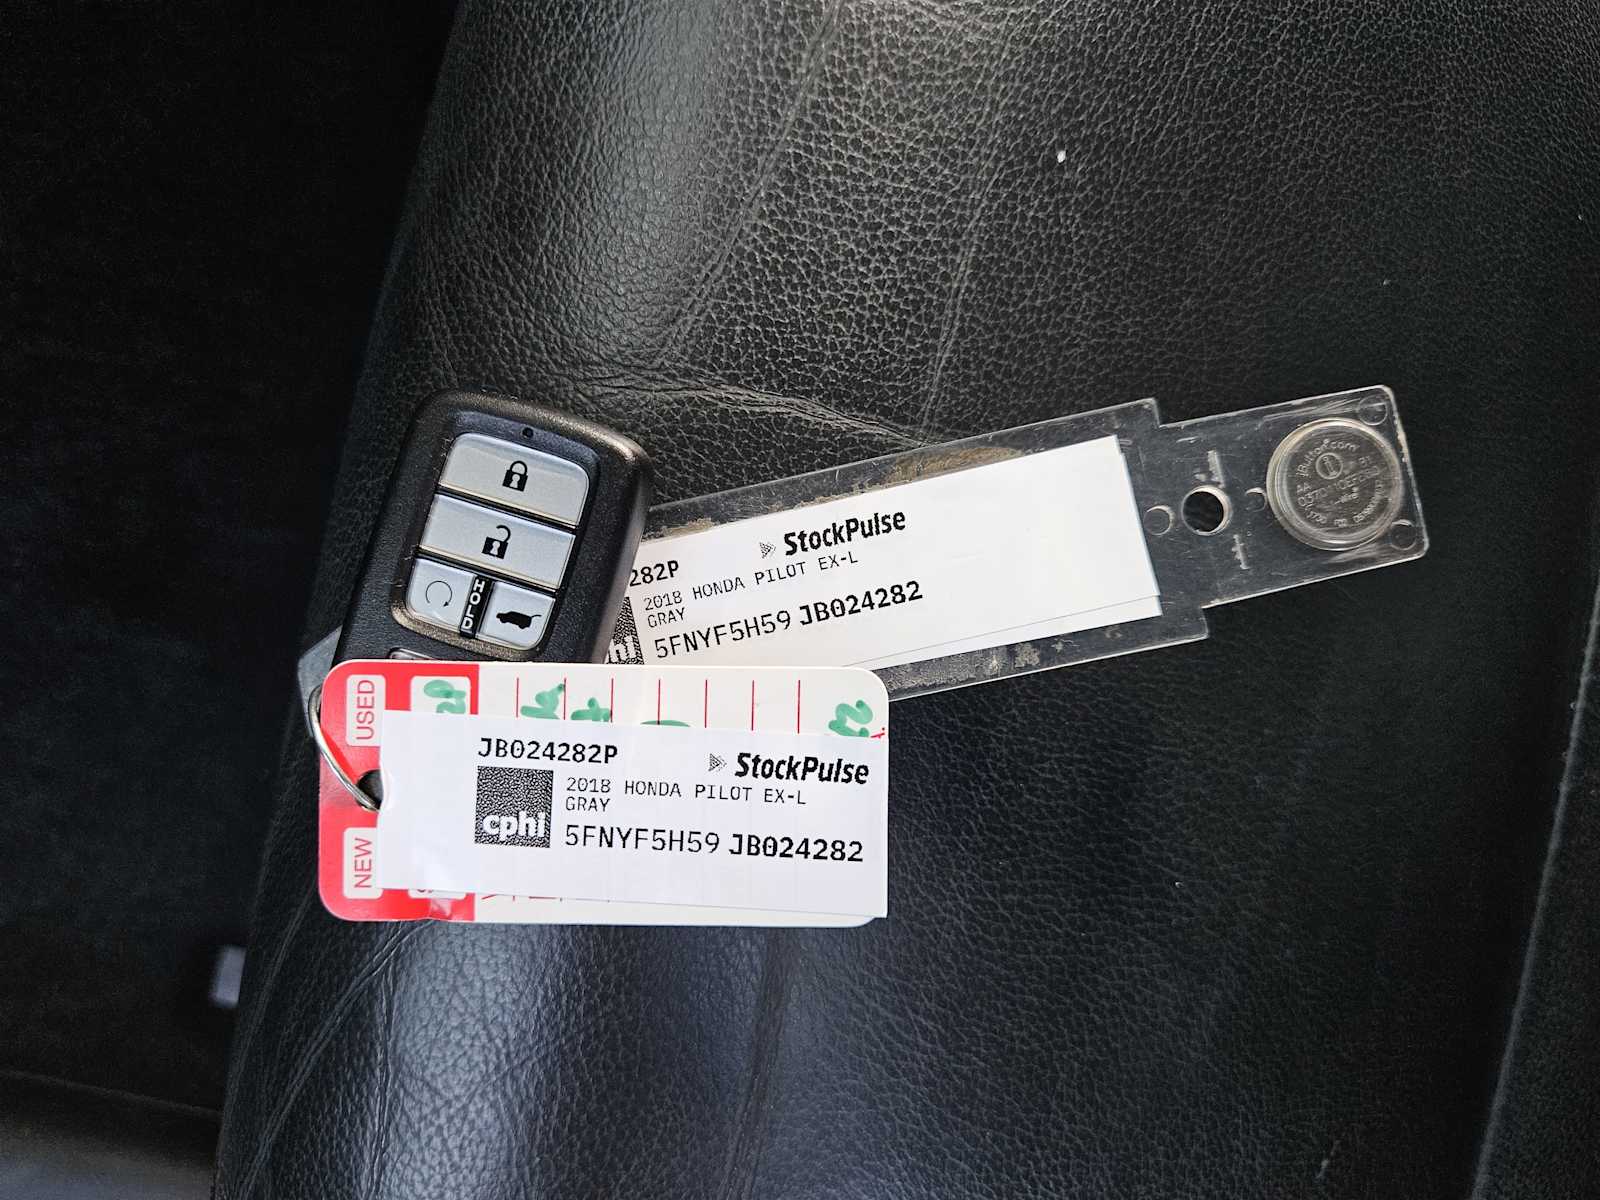 HOLD
282P
StockPulse
2018 HONDA PILOT EX-L
GRAY
5FNYF5H59 JB024282
USED
NEW
JB024282P
StockPulse
2018 HONDA PILOT EX-L
GRAY
cphi
5FNYF5H59 JB024282